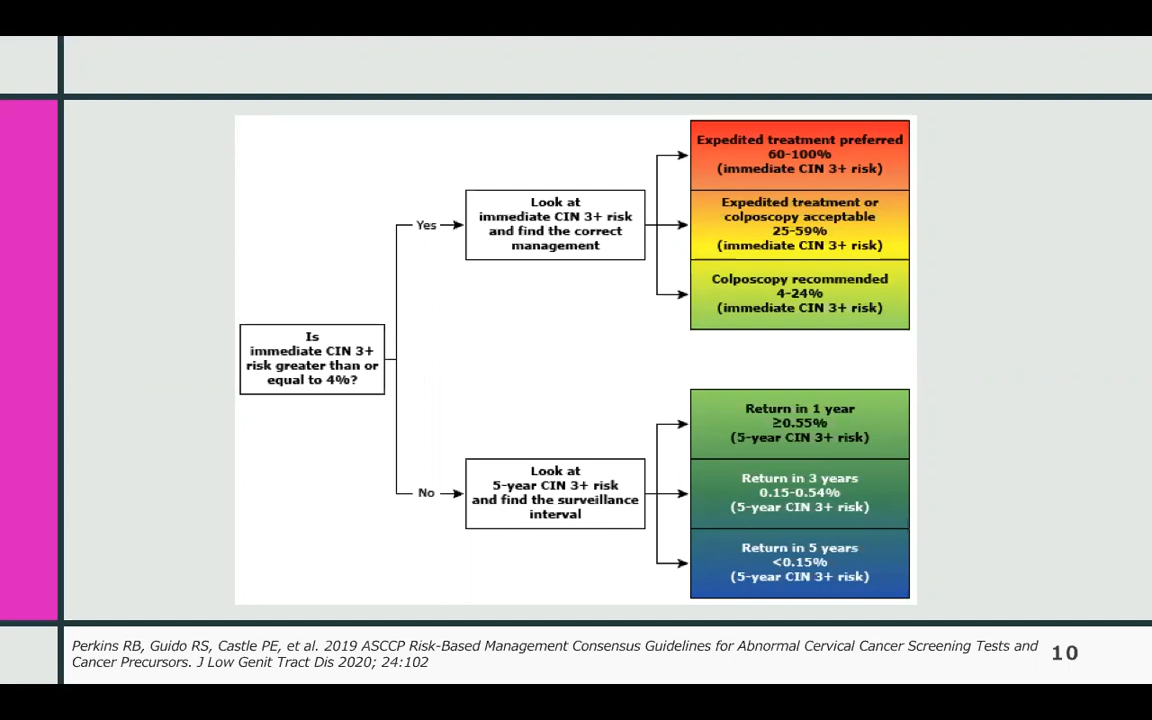 Is
immediate CIN 3+
risk greater than or
equal to 4%?
Yes
Look at
immediate CIN 3+ risk
and find the correct
management
Expedited treatment preferred
60-100%
(immediate CIN 3+ risk)
Expedited treatment or
colposcopy acceptable
25-59%
(immediate CIN 3+ risk)
Colposcopy recommended
4-24%
(immediate CIN 3+ risk)
No
Look at
5-year CIN 3+ risk
and find the surveillance
interval
Return in 1 year
≥0.55%
(5-year CIN 3+ risk)
Return in 3 years
0.15-0.54%
(5-year CIN 3+ risk)
Return in 5 years
<0.15%
(5-year CIN 3+ risk)
Perkins RB, Guido RS, Castle PE, et al. 2019 ASCCP Risk-Based Management Consensus Guidelines for Abnormal Cervical Cancer Screening Tests and
Cancer Precursors. J Low Genit Tract Dis 2020; 24:102
10